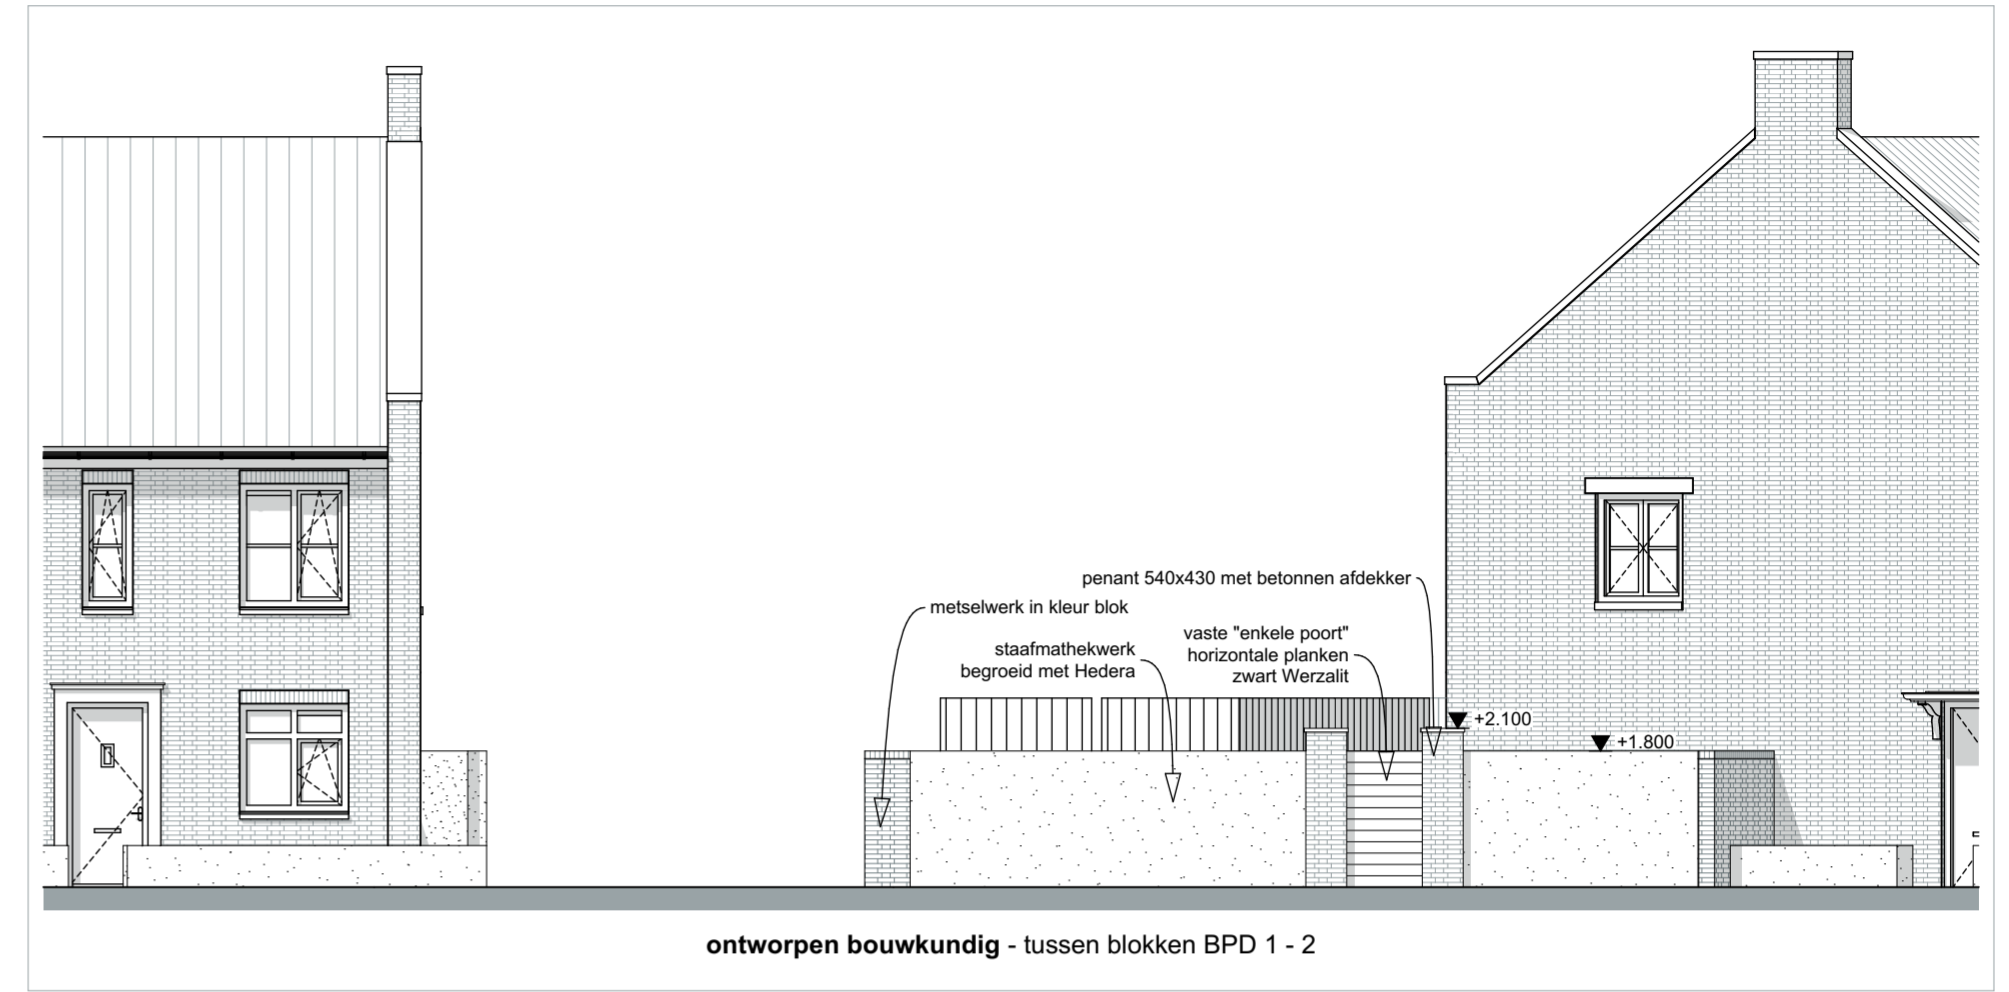 penant 540x430 met betonnen afdekker
metselwerk in kleur blok
staafmathekwerk
begroeid met Hedera
vaste "enkele poort"
horizontale planken
zwart Werzalit
+2.100
+1.800
ontworpen bouwkundig - tussen blokken BPD 1 - 2